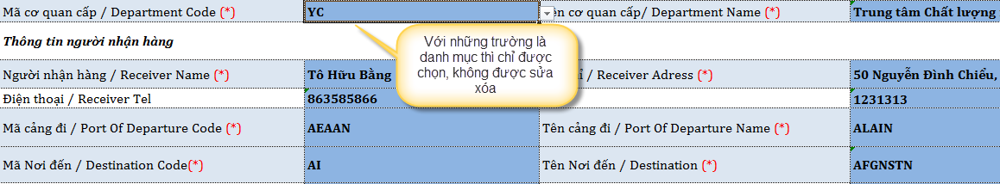 Mã cơ quan cấp / Department Code (*) YC ên cơ quan cấp/ Department Name (*) Trung tâm Chất lượng
Thông tin người nhận hàng
Với những trường là
danh mục thì chỉ được
chọn, không được sửa
xóa
Người nhận hàng / Receiver Name (*) Tô Hữu Bằng ỉ / Receiver Adress (*) 50 Nguyễn Đình Chiểu,
Điện thoại / Receiver Tel 863585866 1231313
Mã cảng đi / Port Of Departure Code (*) AEAAN Tên cảng đi / Port Of Departure Name (*) ALAIN
Mã Nơi đến / Destination Code(*) AI Tên Nơi đến / Destination (*) AFGNSTN